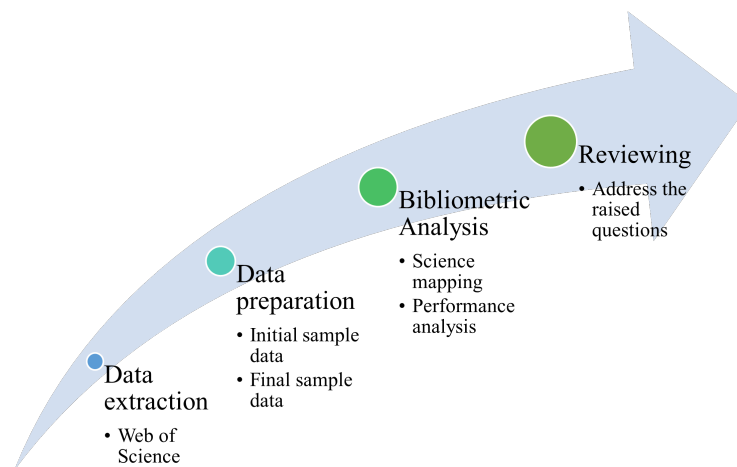 Data
extraction
• Web of
Science
Data
preparation
• Initial sample
data
• Final sample
data
Bibliometric
Analysis
• Science
mapping
• Performance
analysis
Reviewing
• Address the
raised
questions